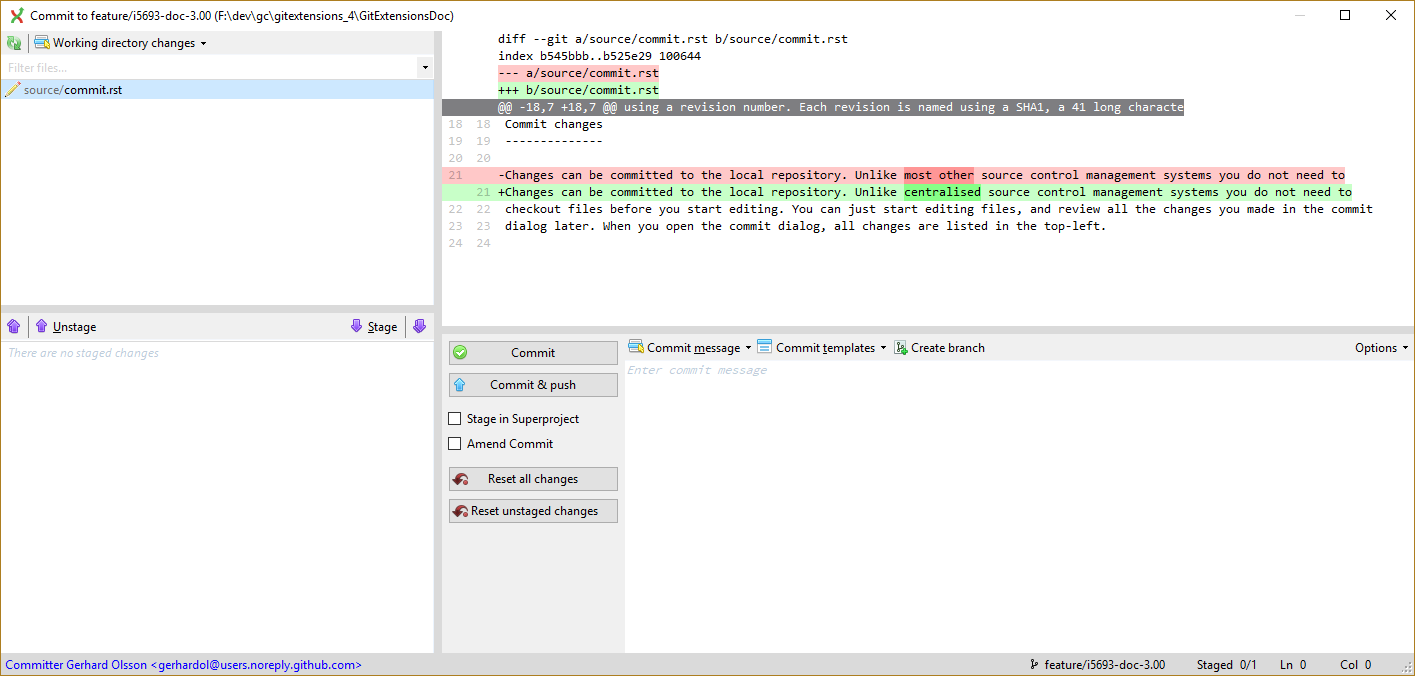 Commit to feature/i5693-doc-3.00 (F:\dev\gc\gitextensions_4\GitExtensionsDoc)
Working directory changes
Filter files...
source/commit.rst
diff --git a/source/commit.rst b/source/commit.rst
index b545bbb..b525e29 100644
--- a/source/commit.rst
+++ b/source/commit.rst
@@ -18,7 +18,7 @@ using a revision number. Each revision is named using a SHA1, a 41 long characte
18 18 Commit changes
19 19 --------------
20 20
21 -Changes can be committed to the local repository. Unlike most other source control management systems you do not need to
21 +Changes can be committed to the local repository. Unlike centralised source control management systems you do not need to
22 22 checkout files before you start editing. You can just start editing files, and review all the changes you made in the commit
23 23 dialog later. When you open the commit dialog, all changes are listed in the top-left.
24 24
Unstage
Stage
There are no staged changes
Commit
Commit & push
Stage in Superproject
Amend Commit
Reset all changes
Reset unstaged changes
Commit message
Commit templates
Create branch
Options
Enter commit message
Committer Gerhard Olsson <gerhardol@users.noreply.github.com>
feature/i5693-doc-3.00
Staged 0/1
Ln 0
Col 0